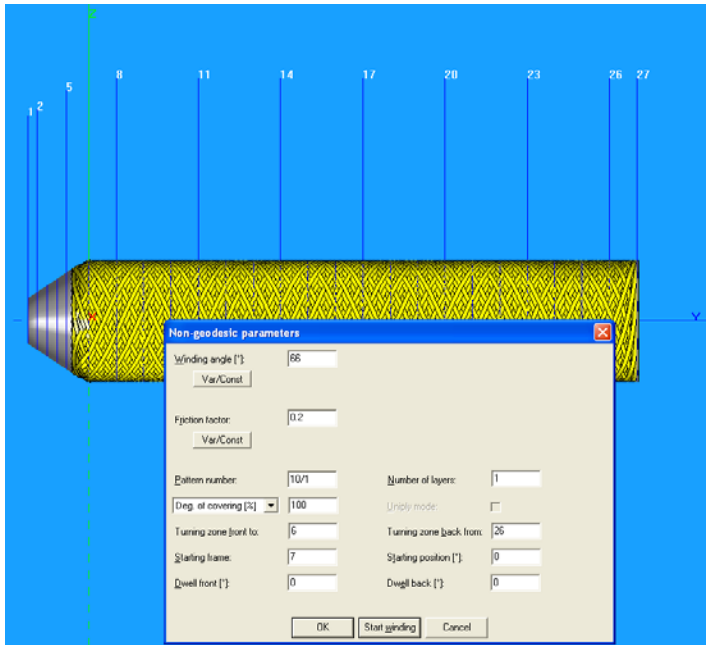 Z
1 2 5 8 11 14 17 20 23 26 27
X Y
Non-geodesic parameters
Winding angle [°]: 66
Var/Const
Friction factor: 0.2
Var/Const
Pattern number: 10/1 Number of layers: 1
Deg. of covering [%] 100 Uniply mode:
Turning zone front to: 6 Turning zone back from: 26
Starting frame: 7 Starting position [°]: 0
Dwell front [°]: 0 Dwell back [°]: 0
OK Start winding Cancel